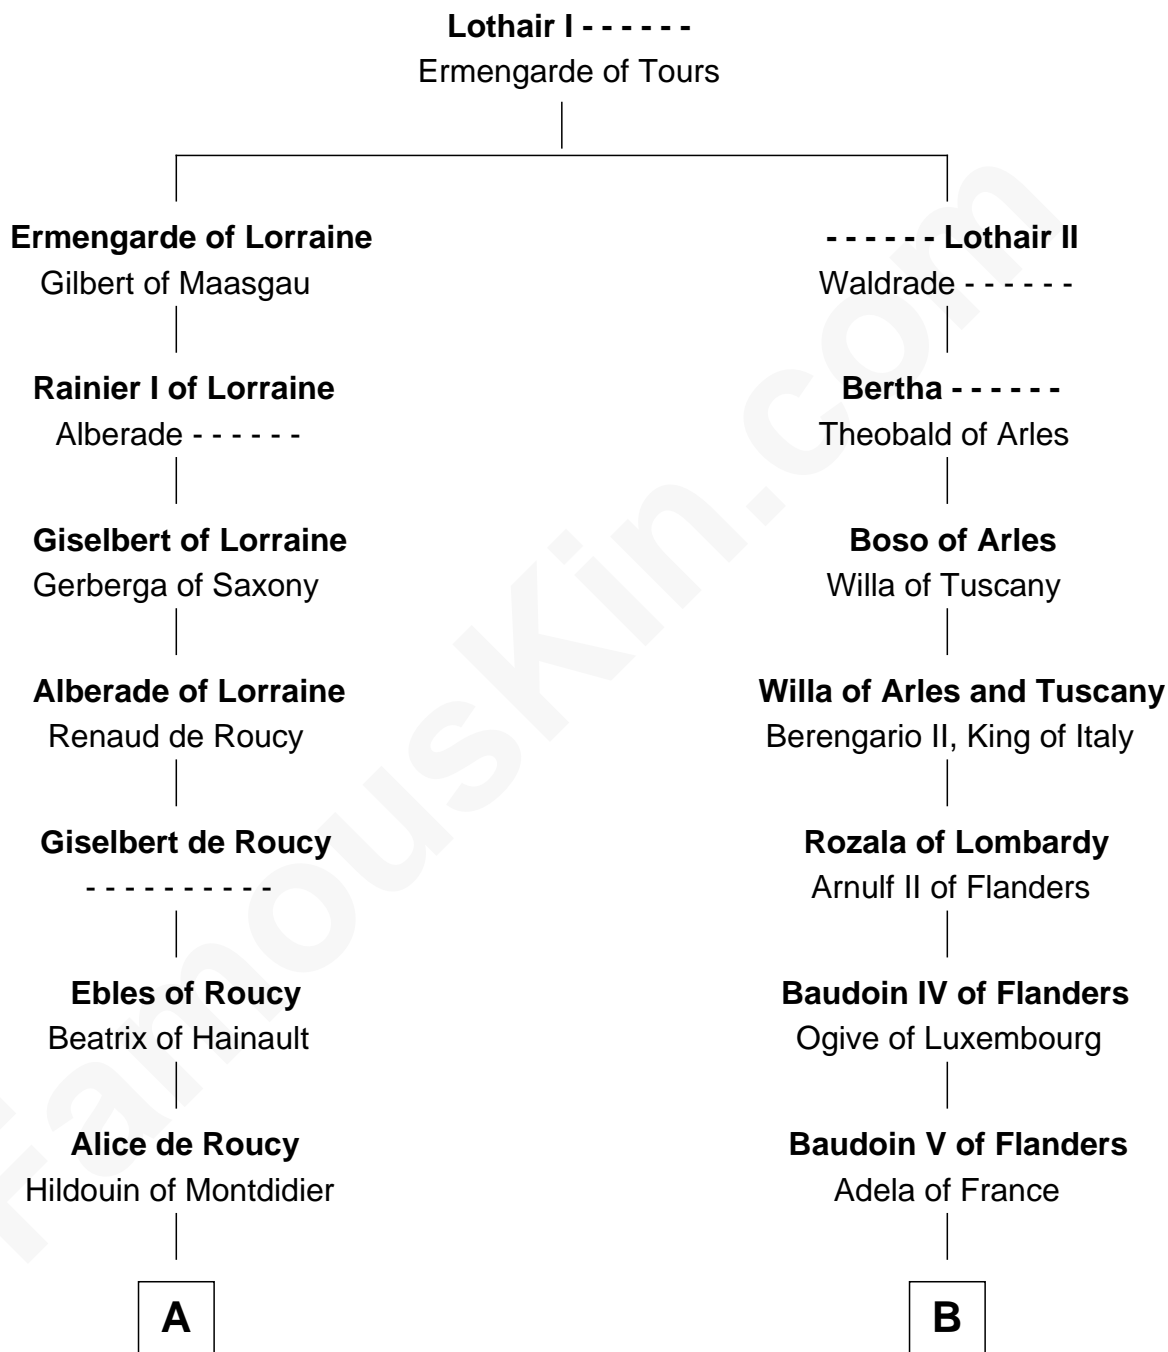 Lothair I - - - - - -
Ermengarde of Tours
Ermengarde of Lorraine
Gilbert of Maasgau
Rainier I of Lorraine
Alberade - - - - - -
Giselbert of Lorraine
Gerberga of Saxony
Alberade of Lorraine
Renaud de Roucy
Giselbert de Roucy
- - - - - - - - - -
Ebles of Roucy
Beatrix of Hainault
Alice de Roucy
Hildouin of Montdidier
A
- - - - - - Lothair II
Waldrade - - - - - -
Bertha - - - - - -
Theobald of Arles
Boso of Arles
Willa of Tuscany
Willa of Arles and Tuscany
Berengario II, King of Italy
Rozala of Lombardy
Arnulf II of Flanders
Baudoin IV of Flanders
Ogive of Luxembourg
Baudoin V of Flanders
Adela of France
B
FamousKin.com